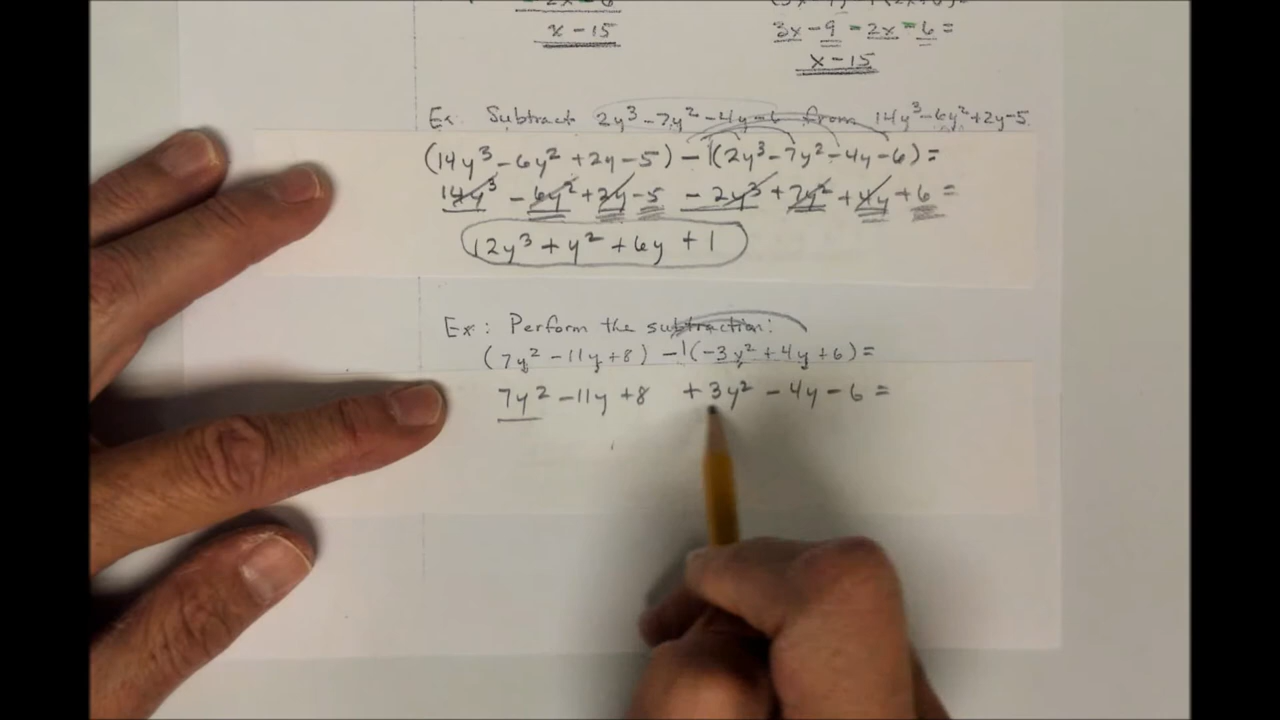 - 2x - 6
x - 15
3x - 9 - 2x - 6 =
x - 15
Ex. Subtract 2y³ - 7y² - 4y - 6 from 14y³ - 6y² + 2y - 5.
(14y³ - 6y² + 2y - 5) - 1(2y³ - 7y² - 4y - 6) =
14y³ - 6y² + 2y - 5 - 2y³ + 7y² + 4y + 6 =
12y³ + y² + 6y + 1
Ex: Perform the subtraction:
(7y² - 11y + 8) - 1(-3y² + 4y + 6) =
7y² - 11y + 8 + 3y² - 4y - 6 =